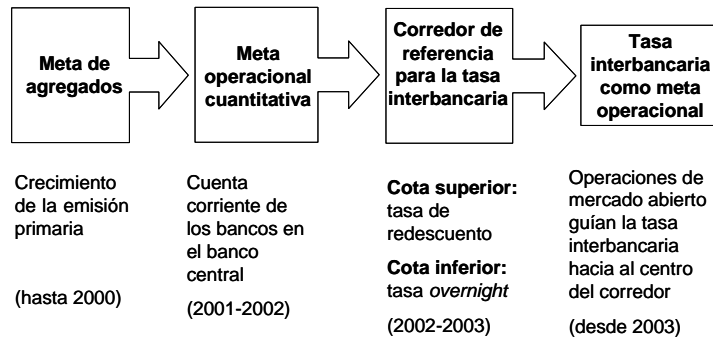 Meta de
agregados
Meta
operacional
cuantitativa
Corredor de
referencia
para la tasa
interbancaria
Tasa
interbancaria
como meta
operacional
Crecimiento
de la emisión
primaria
(hasta 2000)
Cuenta
corriente de
los bancos en
el banco
central
(2001-2002)
Cota superior:
tasa de
redescuento
Cota inferior:
tasa overnight
(2002-2003)
Operaciones de
mercado abierto
guían la tasa
interbancaria
hacia al centro
del corredor
(desde 2003)